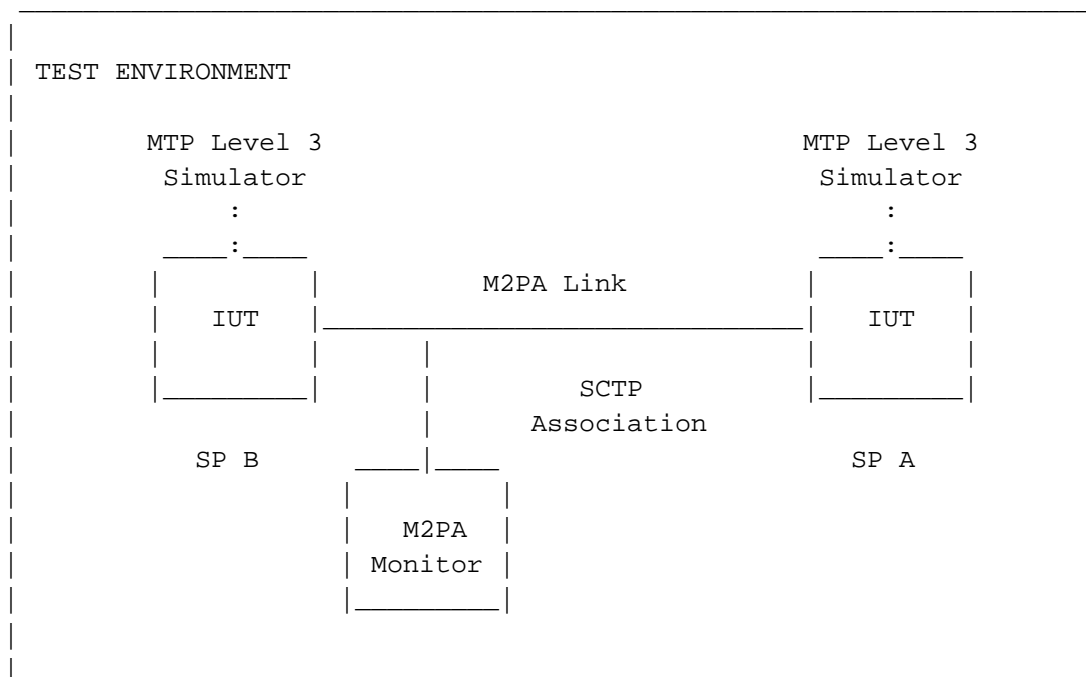 TEST ENVIRONMENT
MTP Level 3 MTP Level 3
Simulator Simulator
: :
: :
M2PA Link
IUT IUT
SCTP
Association
SP B SP A
M2PA
Monitor